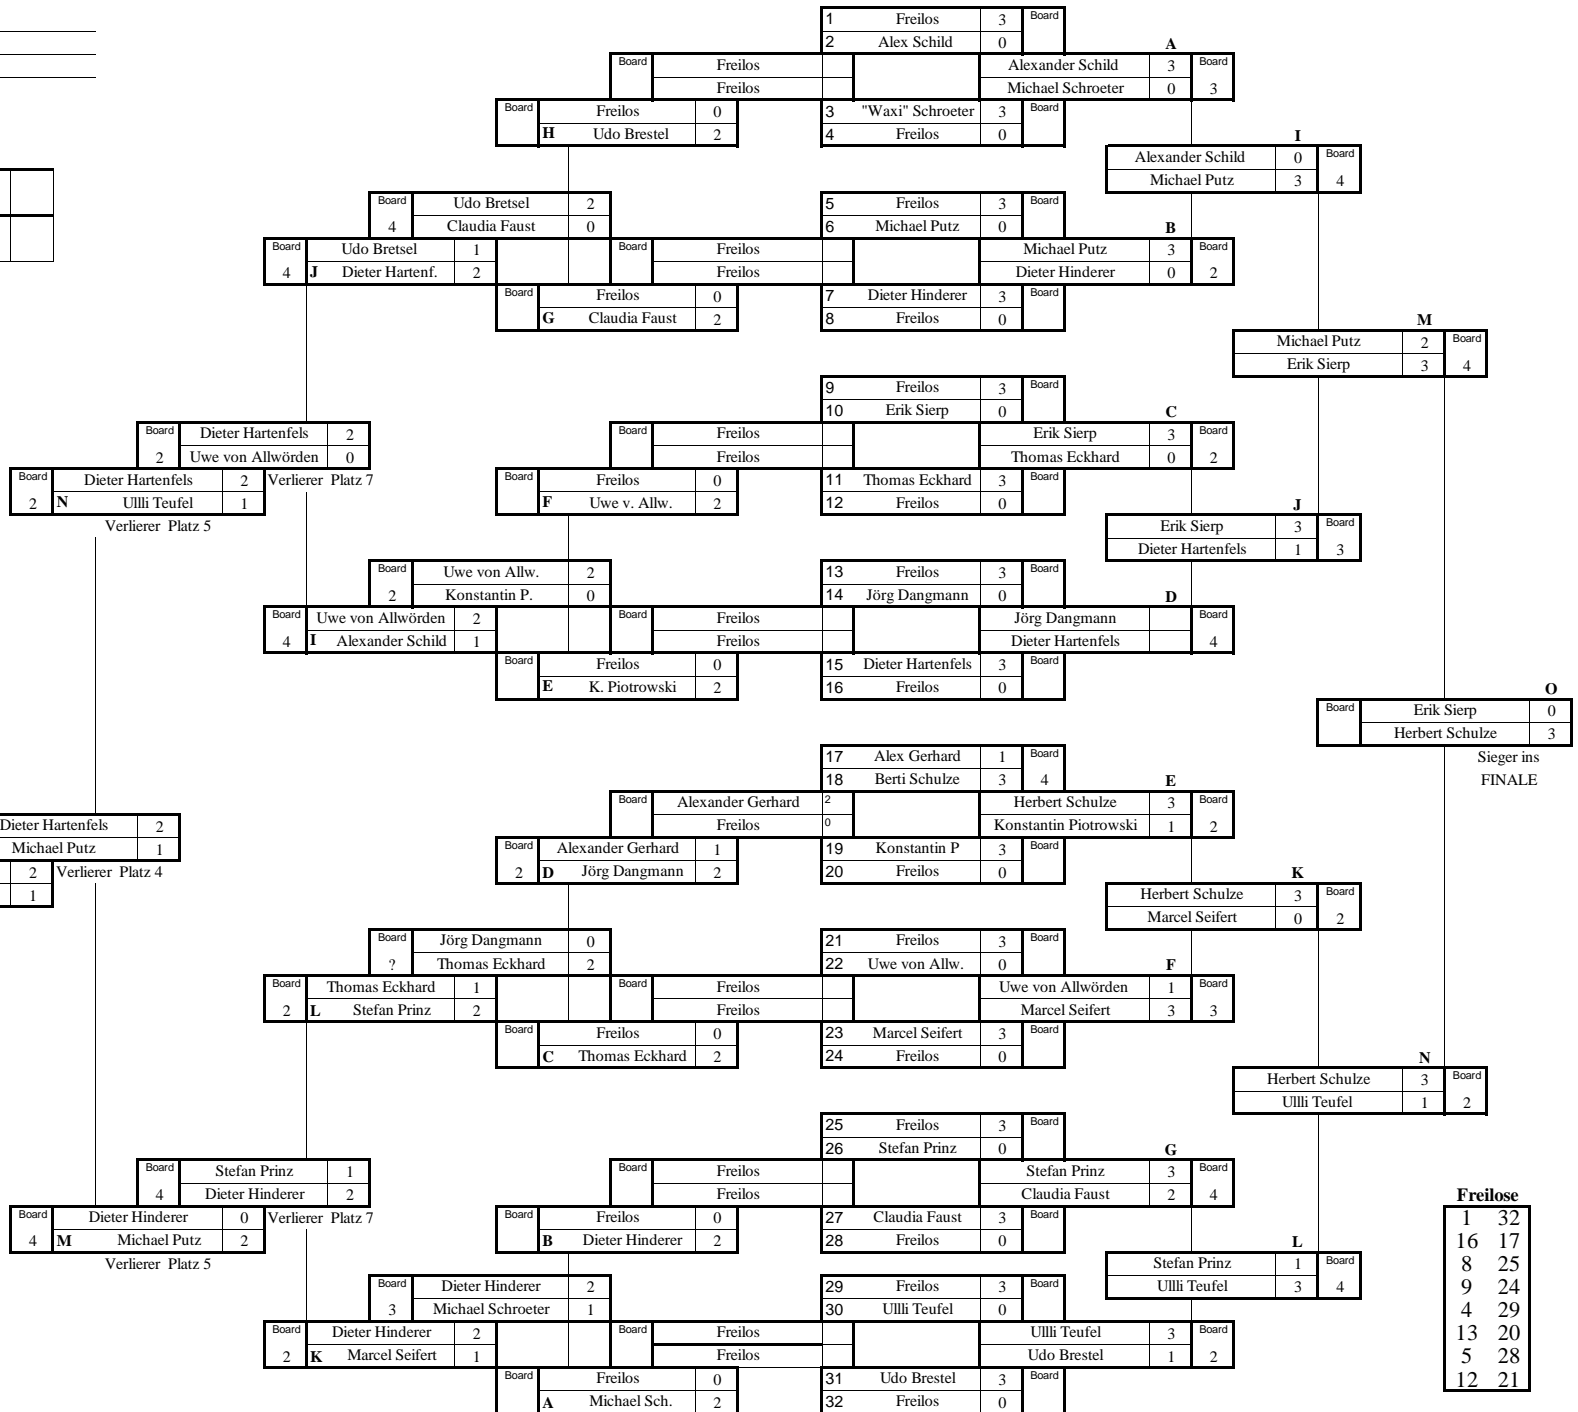 1 Freilos 3 Board
2 Alex Schild 0 A
Board Freilos Alexander Schild 3 Board
Freilos Michael Schroeter 0 3
Board Freilos 0 3 "Waxi" Schroeter 3 Board
H Udo Brestel 2 4 Freilos 0 I
Alexander Schild 0 Board
Michael Putz 3 4
Board Udo Bretsel 2 5 Freilos 3 Board
4 Claudia Faust 0 6 Michael Putz 0 B
Board Udo Bretsel 1 Board Freilos Michael Putz 3 Board
4 J Dieter Hartenf. 2 Freilos Dieter Hinderer 0 2
Board Freilos 0 7 Dieter Hinderer 3 Board
G Claudia Faust 2 8 Freilos 0 M
Michael Putz 2 Board
Erik Sierp 3 4
9 Freilos 3 Board
10 Erik Sierp 0 C
Board Dieter Hartenfels 2 Board Freilos Erik Sierp 3 Board
2 Uwe von Allwörden 0 Freilos Thomas Eckhard 0 2
Board Dieter Hartenfels 2 Verlierer Platz 7 Board Freilos 0 11 Thomas Eckhard 3 Board
2 N Ullli Teufel 1 F Uwe v. Allw. 2 12 Freilos 0 J
Verlierer Platz 5 Erik Sierp 3 Board
Dieter Hartenfels 1 3
Board Uwe von Allw. 2 13 Freilos 3 Board
2 Konstantin P. 0 14 Jörg Dangmann 0 D
Board Uwe von Allwörden 2 Board Freilos Jörg Dangmann Board
4 I Alexander Schild 1 Freilos Dieter Hartenfels 4
Board Freilos 0 15 Dieter Hartenfels 3 Board
E K. Piotrowski 2 16 Freilos 0 O
Board Erik Sierp 0
Herbert Schulze 3
17 Alex Gerhard 1 Board Sieger ins
18 Berti Schulze 3 4 E FINALE
Board Alexander Gerhard 2 Herbert Schulze 3 Board
Dieter Hartenfels 2 Freilos 0 Konstantin Piotrowski 1 2
Michael Putz 1 Board Alexander Gerhard 1 19 Konstantin P 3 Board
2 Verlierer Platz 4 2 D Jörg Dangmann 2 20 Freilos 0 K
1 Herbert Schulze 3 Board
Marcel Seifert 0 2
Board Jörg Dangmann 0 21 Freilos 3 Board
? Thomas Eckhard 2 22 Uwe von Allw. 0 F
Board Thomas Eckhard 1 Board Freilos Uwe von Allwörden 1 Board
2 L Stefan Prinz 2 Freilos Marcel Seifert 3 3
Board Freilos 0 23 Marcel Seifert 3 Board
C Thomas Eckhard 2 24 Freilos 0 N
Herbert Schulze 3 Board
Ullli Teufel 1 2
25 Freilos 3 Board
26 Stefan Prinz 0 G
Board Stefan Prinz 1 Board Freilos Stefan Prinz 3 Board
4 Dieter Hinderer 2 Freilos Claudia Faust 2 4 Freilose
Board Dieter Hinderer 0 Verlierer Platz 7 Board Freilos 0 27 Claudia Faust 3 Board 1 32
4 M Michael Putz 2 B Dieter Hinderer 2 28 Freilos 0 L 16 17
Verlierer Platz 5 Stefan Prinz 1 Board 8 25
Board Dieter Hinderer 2 29 Freilos 3 Board Ullli Teufel 3 4 9 24
3 Michael Schroeter 1 30 Ullli Teufel 0 4 29
Board Dieter Hinderer 2 Board Freilos Ullli Teufel 3 Board 13 20
2 K Marcel Seifert 1 Freilos Udo Brestel 1 2 5 28
Board Freilos 0 31 Udo Brestel 3 Board 12 21
A Michael Sch. 2 32 Freilos 0